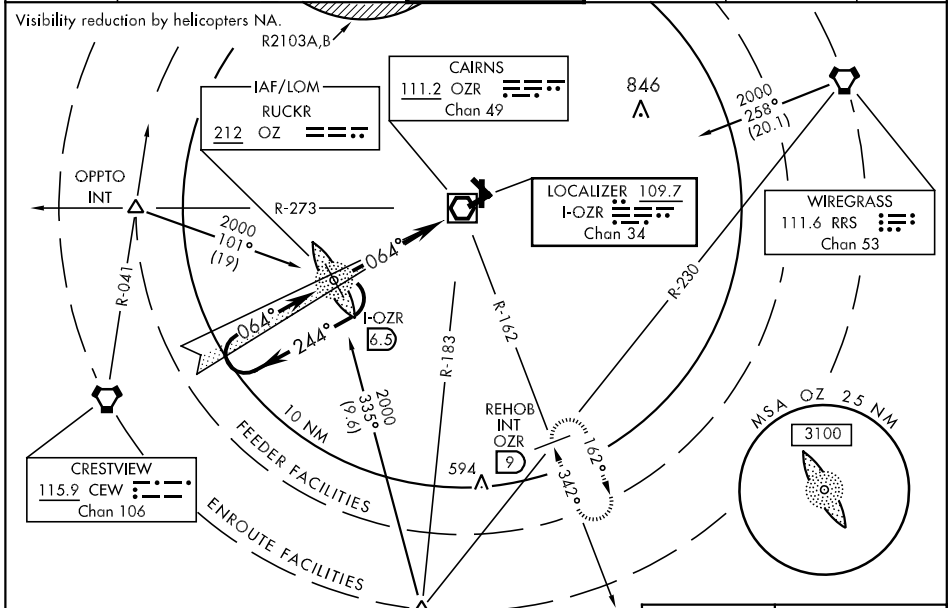 Visibility reduction by helicopters NA.
R2103A,B
IAF/LOM
RUCKR
212 OZ
CAIRNS
111.2 OZR
Chan 49
846
2000
258°
(20.1)
OPPTO
INT
R-273
LOCALIZER 109.7
I-OZR
Chan 34
WIREGRASS
111.6 RRS
Chan 53
2000
101°
(19)
064°
R-041
R-230
064°
244°
I-OZR
6.5
R-162
R-183
2000
335°
(9.6)
10 NM
REHOB
INT
OZR
9
162°
342°
594
FEEDER FACILITIES
ENROUTE FACILITIES
CRESTVIEW
115.9 CEW
Chan 106
MSA OZ 25 NM
3100